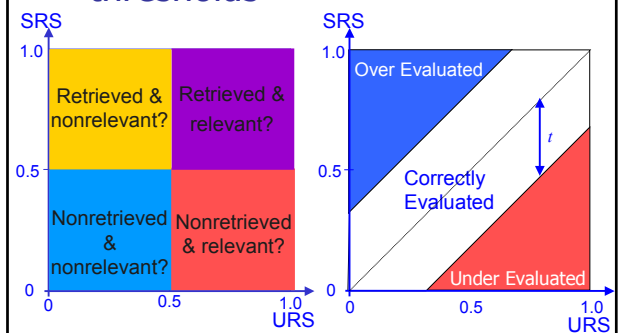 thresholds
SRS
1.0
Retrieved &
nonrelevant?
Retrieved &
relevant?
0.5
Nonretrieved
&
nonrelevant?
Nonretrieved
& relevant?
0
0
0.5
1.0
URS
SRS
1.0
Over Evaluated
t
0.5
Correctly
Evaluated
Under Evaluated
0
0
0.5
1.0
URS